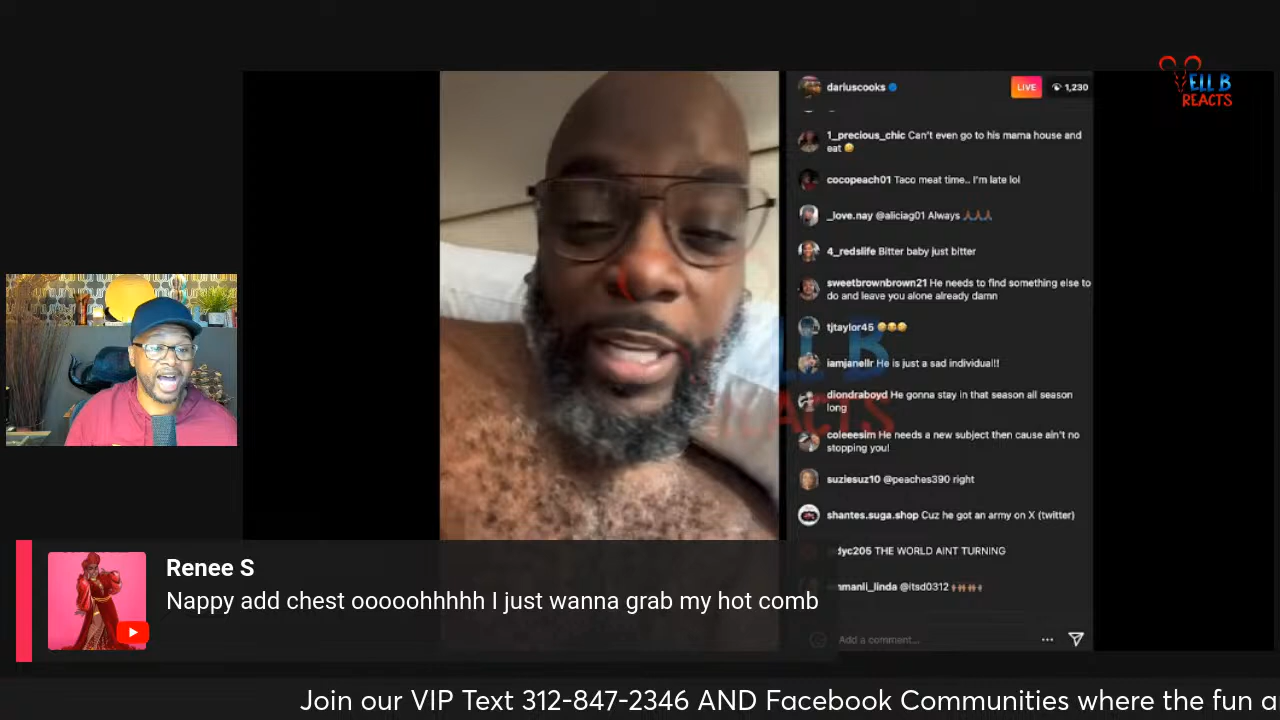 dariuscooks
LIVE
1,230
YELL B
REACTS
1_precious_chic Can't even go to his mama house and
eat 🤣
cocopeach01 Taco meat time.. I'm late lol
_love.nay @aliciag01 Always 🙏🏾🙏🏾🙏🏾
4_redslife Bitter baby just bitter
sweetbrownbrown21 He needs to find something else to
do and leave you alone already damn
tjtaylor45 🤣😂🤣
iamjanellr He is just a sad individual!!
diondraboyd He gonna stay in that season all season
long
coleeesim He needs a new subject then cause ain't no
stopping you!
suziesuz10 @peaches390 right
shantes.suga.shop Cuz he got an army on X (twitter)
dyc205 THE WORLD AINT TURNING
mmanii_linda @itsd0312
Add a comment...
ELL B
REACTS
Renee S
Nappy add chest ooooohhhhh I just wanna grab my hot comb
Join our VIP Text 312-847-2346 AND Facebook Communities where the fun a